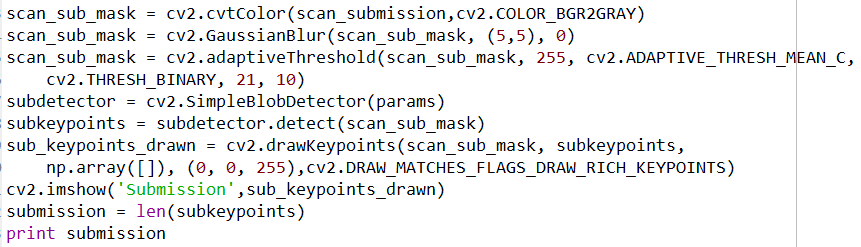 scan_sub_mask = cv2.cvtColor(scan_submission,cv2.COLOR_BGR2GRAY)
scan_sub_mask = cv2.GaussianBlur(scan_sub_mask, (5,5), 0)
scan_sub_mask = cv2.adaptiveThreshold(scan_sub_mask, 255, cv2.ADAPTIVE_THRESH_MEAN_C,
    cv2.THRESH_BINARY, 21, 10)
subdetector = cv2.SimpleBlobDetector(params)
subkeypoints = subdetector.detect(scan_sub_mask)
sub_keypoints_drawn = cv2.drawKeypoints(scan_sub_mask, subkeypoints,
    np.array([]), (0, 0, 255),cv2.DRAW_MATCHES_FLAGS_DRAW_RICH_KEYPOINTS)
cv2.imshow('Submission',sub_keypoints_drawn)
submission = len(subkeypoints)
print submission